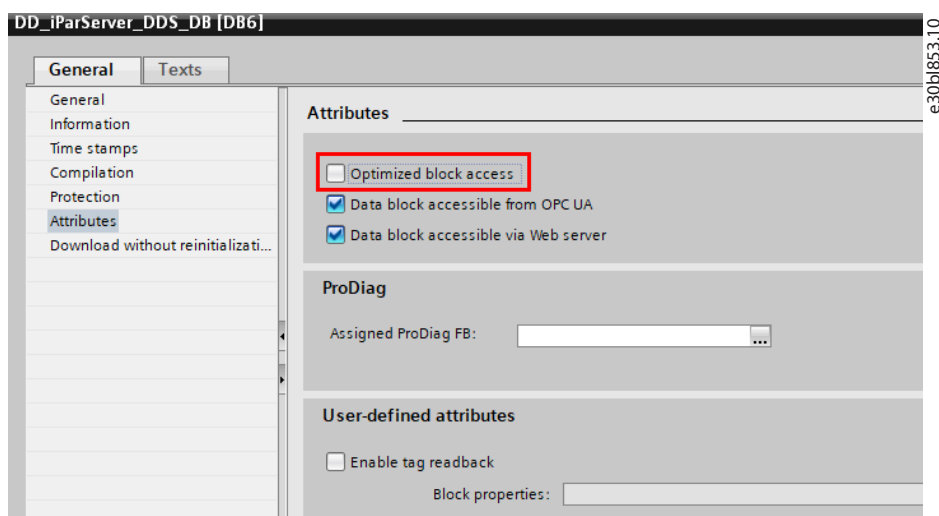 DD_iParServer_DDS_DB [DB6]
General
Texts
General
Information
Time stamps
Compilation
Protection
Attributes
Download without reinitializati...
Attributes
Optimized block access
Data block accessible from OPC UA
Data block accessible via Web server
ProDiag
Assigned ProDiag FB:
...
User-defined attributes
Enable tag readback
Block properties:
e30bl853.10